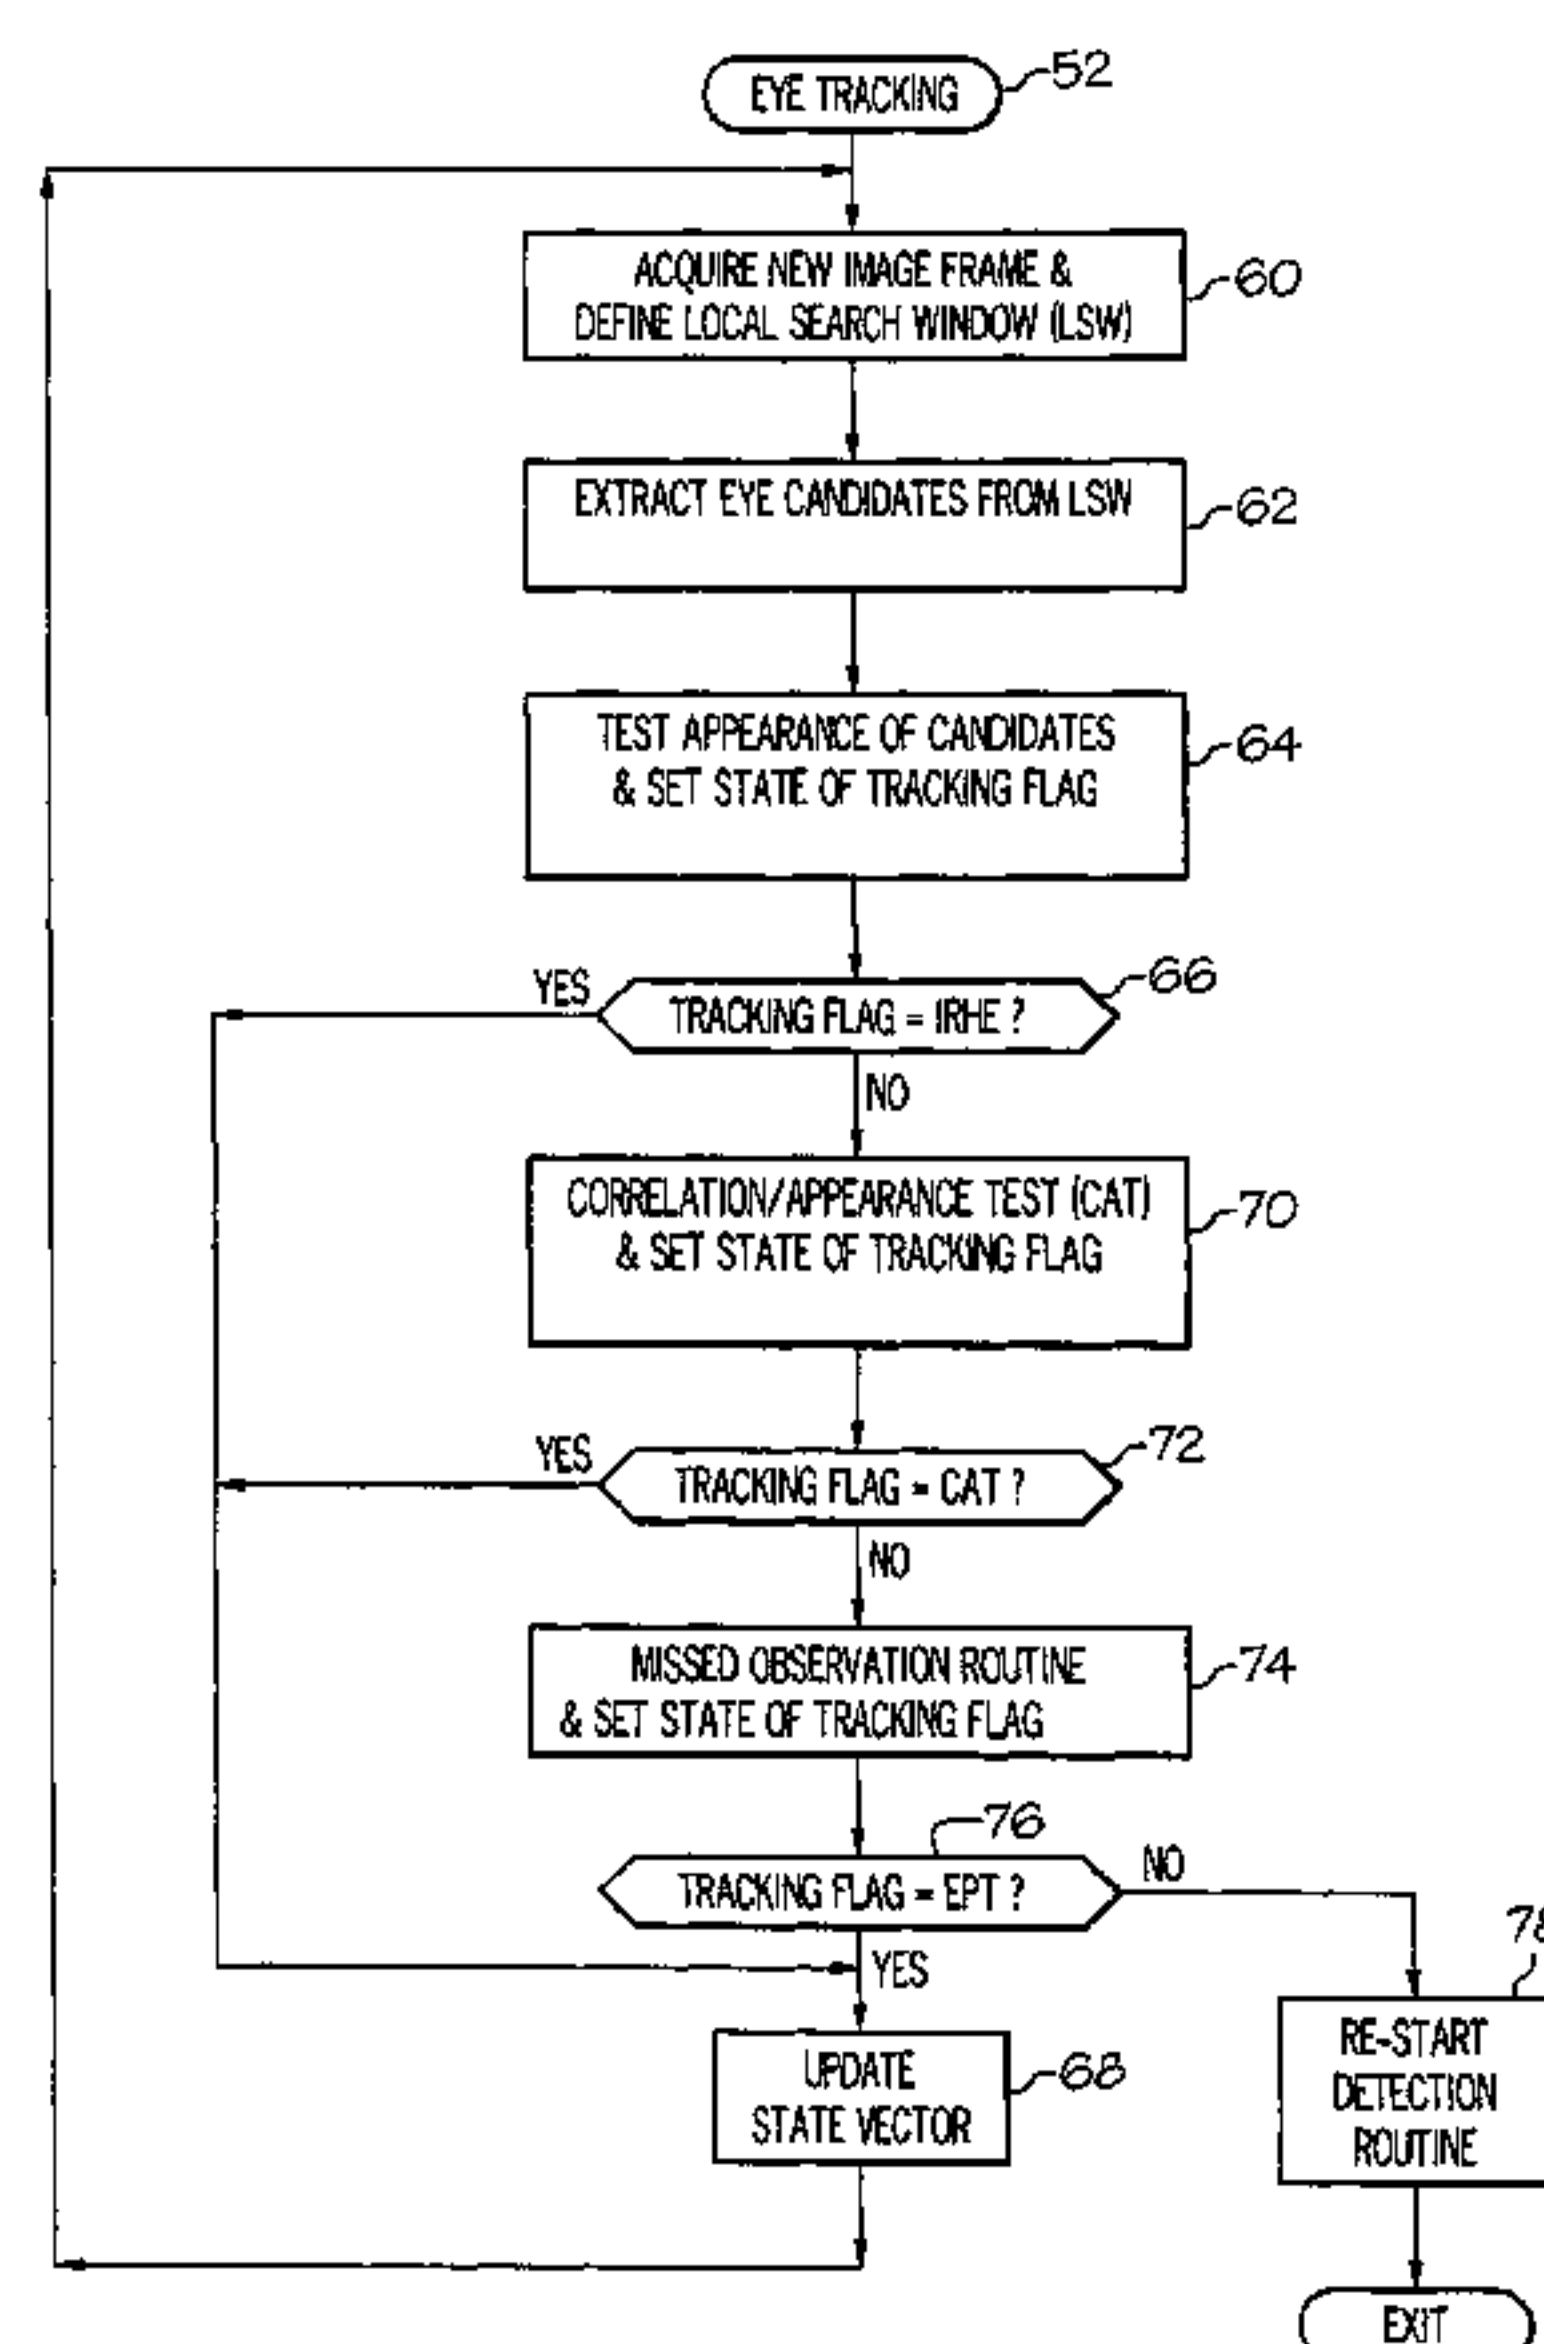 EYE TRACKING
52
ACQUIRE NEW IMAGE FRAME &
DEFINE LOCAL SEARCH WINDOW (LSW)
60
EXTRACT EYE CANDIDATES FROM LSW
62
TEST APPEARANCE OF CANDIDATES
& SET STATE OF TRACKING FLAG
64
YES
TRACKING FLAG = IRHE ?
66
NO
CORRELATION/APPEARANCE TEST (CAT)
& SET STATE OF TRACKING FLAG
70
YES
TRACKING FLAG = CAT ?
72
NO
MISSED OBSERVATION ROUTINE
& SET STATE OF TRACKING FLAG
74
76
TRACKING FLAG = EPT ?
NO
YES
78
UPDATE
STATE VECTOR
68
RE-START
DETECTION
ROUTINE
EXIT